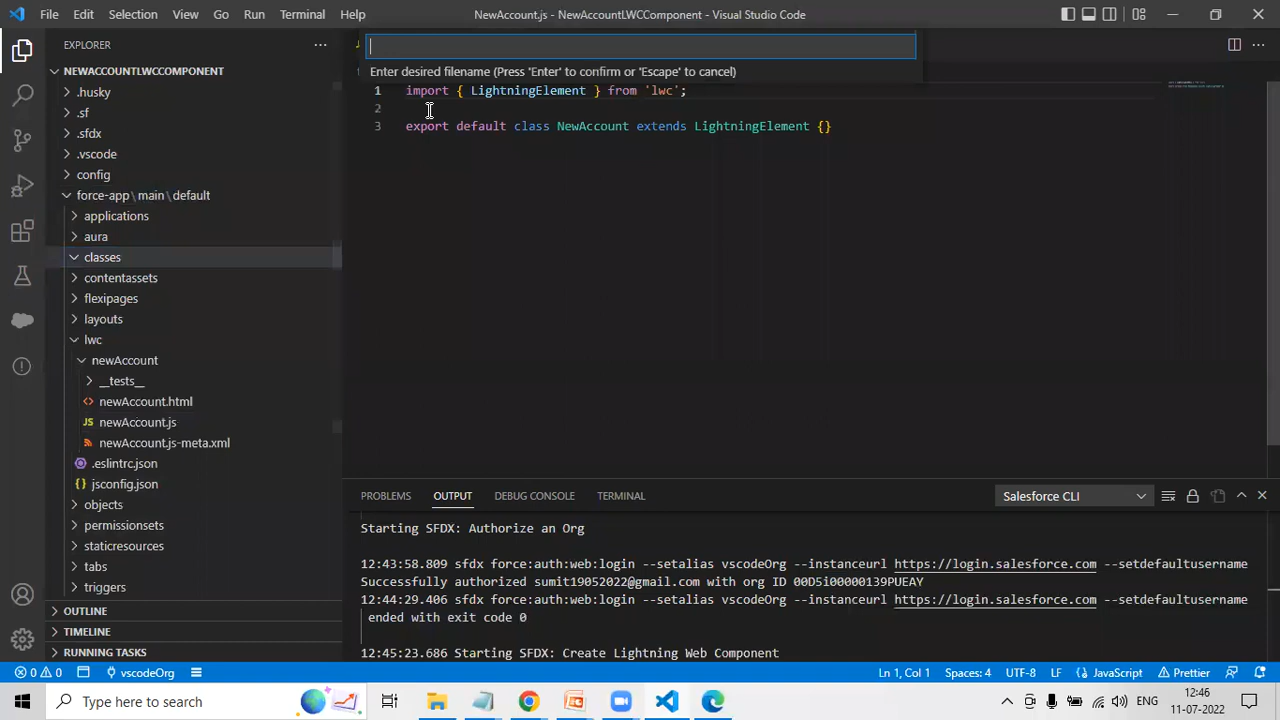 File Edit Selection View Go Run Terminal Help
NewAccount.js - NewAccountLWCComponent - Visual Studio Code
EXPLORER
NEWACCOUNTLWCCOMPONENT
.husky
.sf
.sfdx
.vscode
config
force-app\main\default
applications
aura
classes
contentassets
flexipages
layouts
lwc
newAccount
__tests__
newAccount.html
newAccount.js
newAccount.js-meta.xml
.eslintrc.json
jsconfig.json
objects
permissionsets
staticresources
tabs
triggers
OUTLINE
TIMELINE
RUNNING TASKS
Enter desired filename (Press 'Enter' to confirm or 'Escape' to cancel)
1 import { LightningElement } from 'lwc';
2
3 export default class NewAccount extends LightningElement {}
PROBLEMS OUTPUT DEBUG CONSOLE TERMINAL
Salesforce CLI
Starting SFDX: Authorize an Org
12:43:58.809 sfdx force:auth:web:login --setalias vscodeOrg --instanceurl https://login.salesforce.com --setdefaultusername
Successfully authorized sumit19052022@gmail.com with org ID 00D5i00000139PUEAY
12:44:29.406 sfdx force:auth:web:login --setalias vscodeOrg --instanceurl https://login.salesforce.com --setdefaultusername
ended with exit code 0
12:45:23.686 Starting SFDX: Create Lightning Web Component
0 0 vscodeOrg
Ln 1, Col 1 Spaces: 4 UTF-8 LF {} JavaScript Prettier
Type here to search
12:46
11-07-2022